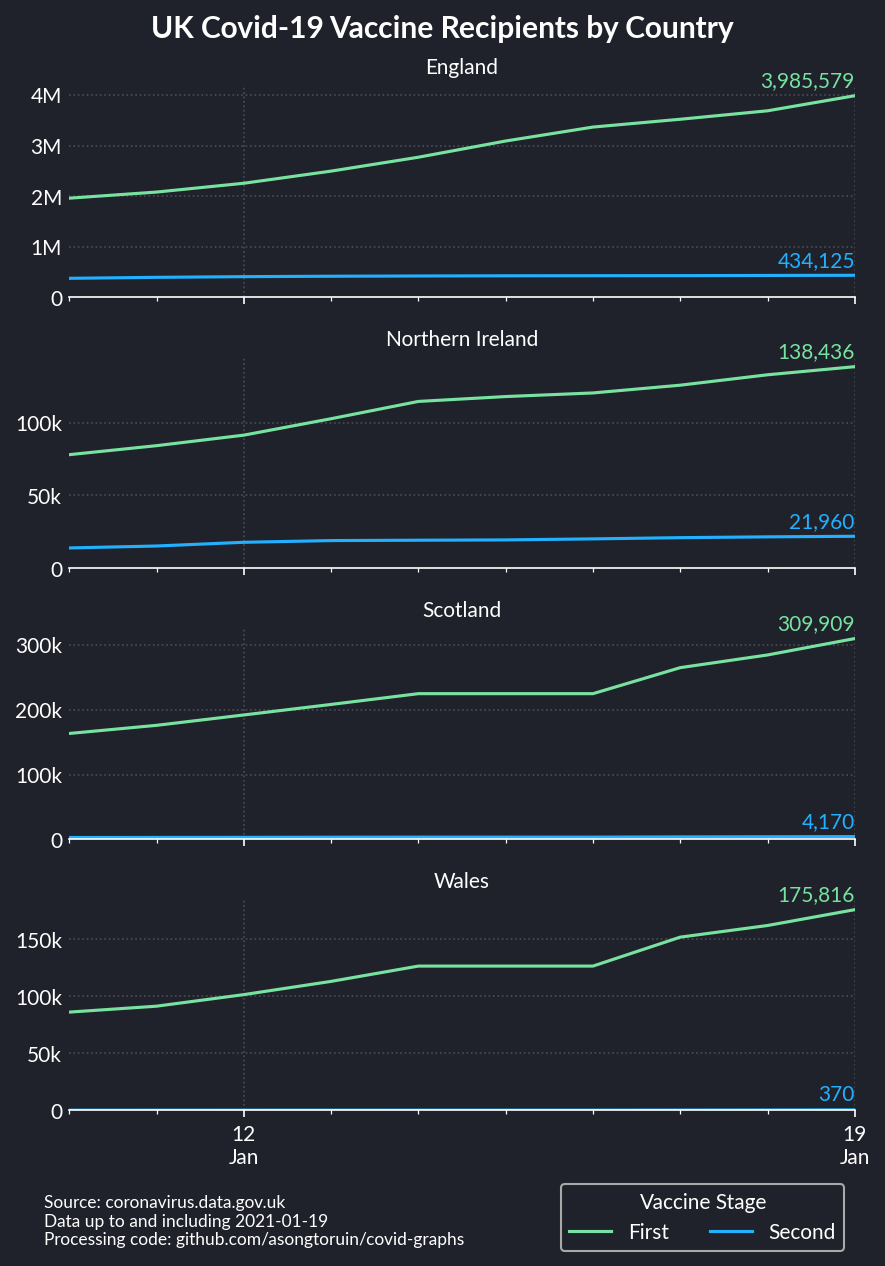 UK Covid-19 Vaccine Recipients by Country
England
3,985,579
4M
3M
2M
1M
434,125
0
Northern Ireland
138,436
100k
50k
21,960
0
Scotland
309,909
300k
200k
100k
4,170
0
Wales
175,816
150k
100k
50k
370
0
12 19
Jan Jan
Source: coronavirus.data.gov.uk
Data up to and including 2021-01-19
Processing code: github.com/asongtoruin/covid-graphs
Vaccine Stage
First Second